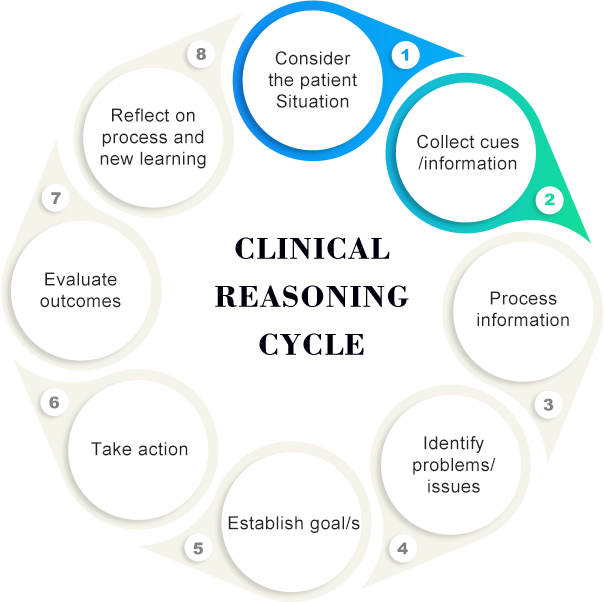 CLINICAL
REASONING
CYCLE
1
Consider
the patient
Situation
2
Collect cues
/information
3
Process
information
4
Identify
problems/
issues
5
Establish goal/s
6
Take action
7
Evaluate
outcomes
8
Reflect on
process and
new learning